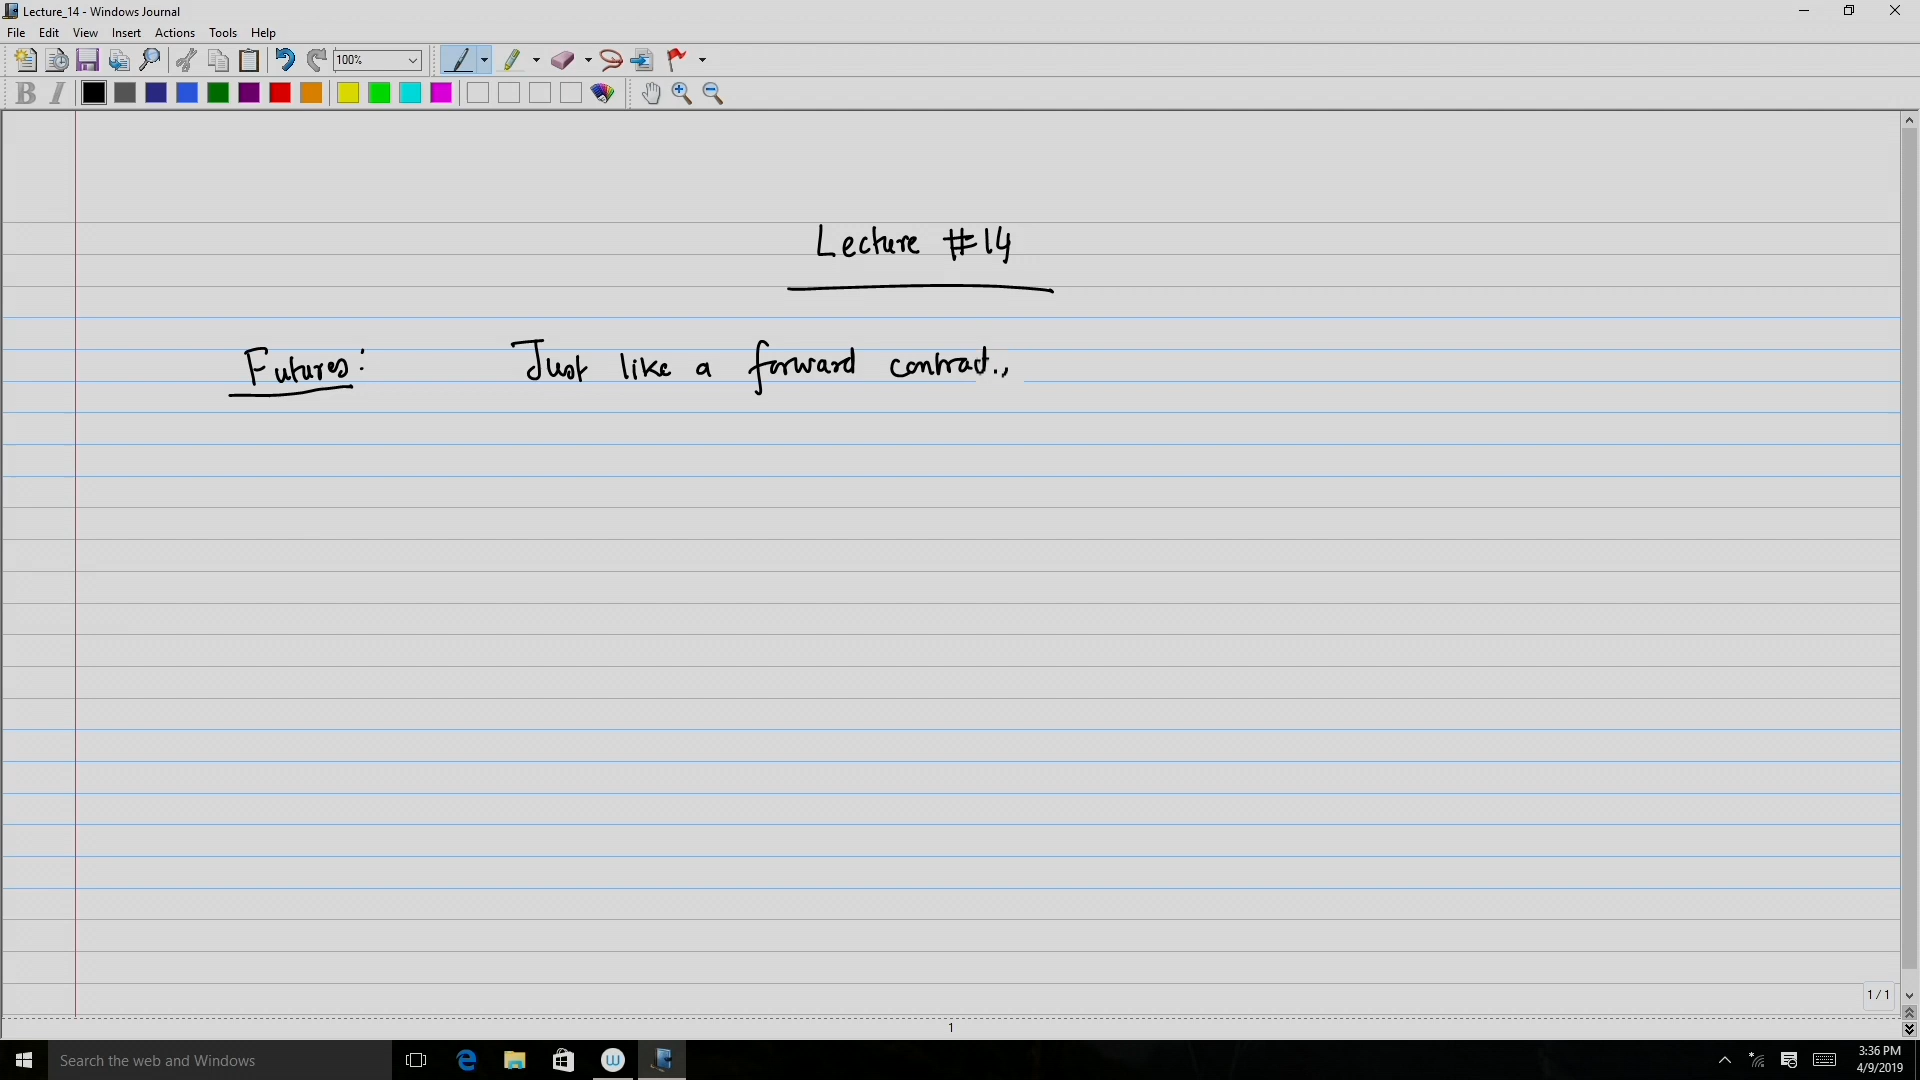 Lecture_14 - Windows Journal
File Edit View Insert Actions Tools Help
100%
B I
Lecture #14
Futures: Just like a forward contract.,
1 / 1
1
Search the web and Windows
3:36 PM
4/9/2019